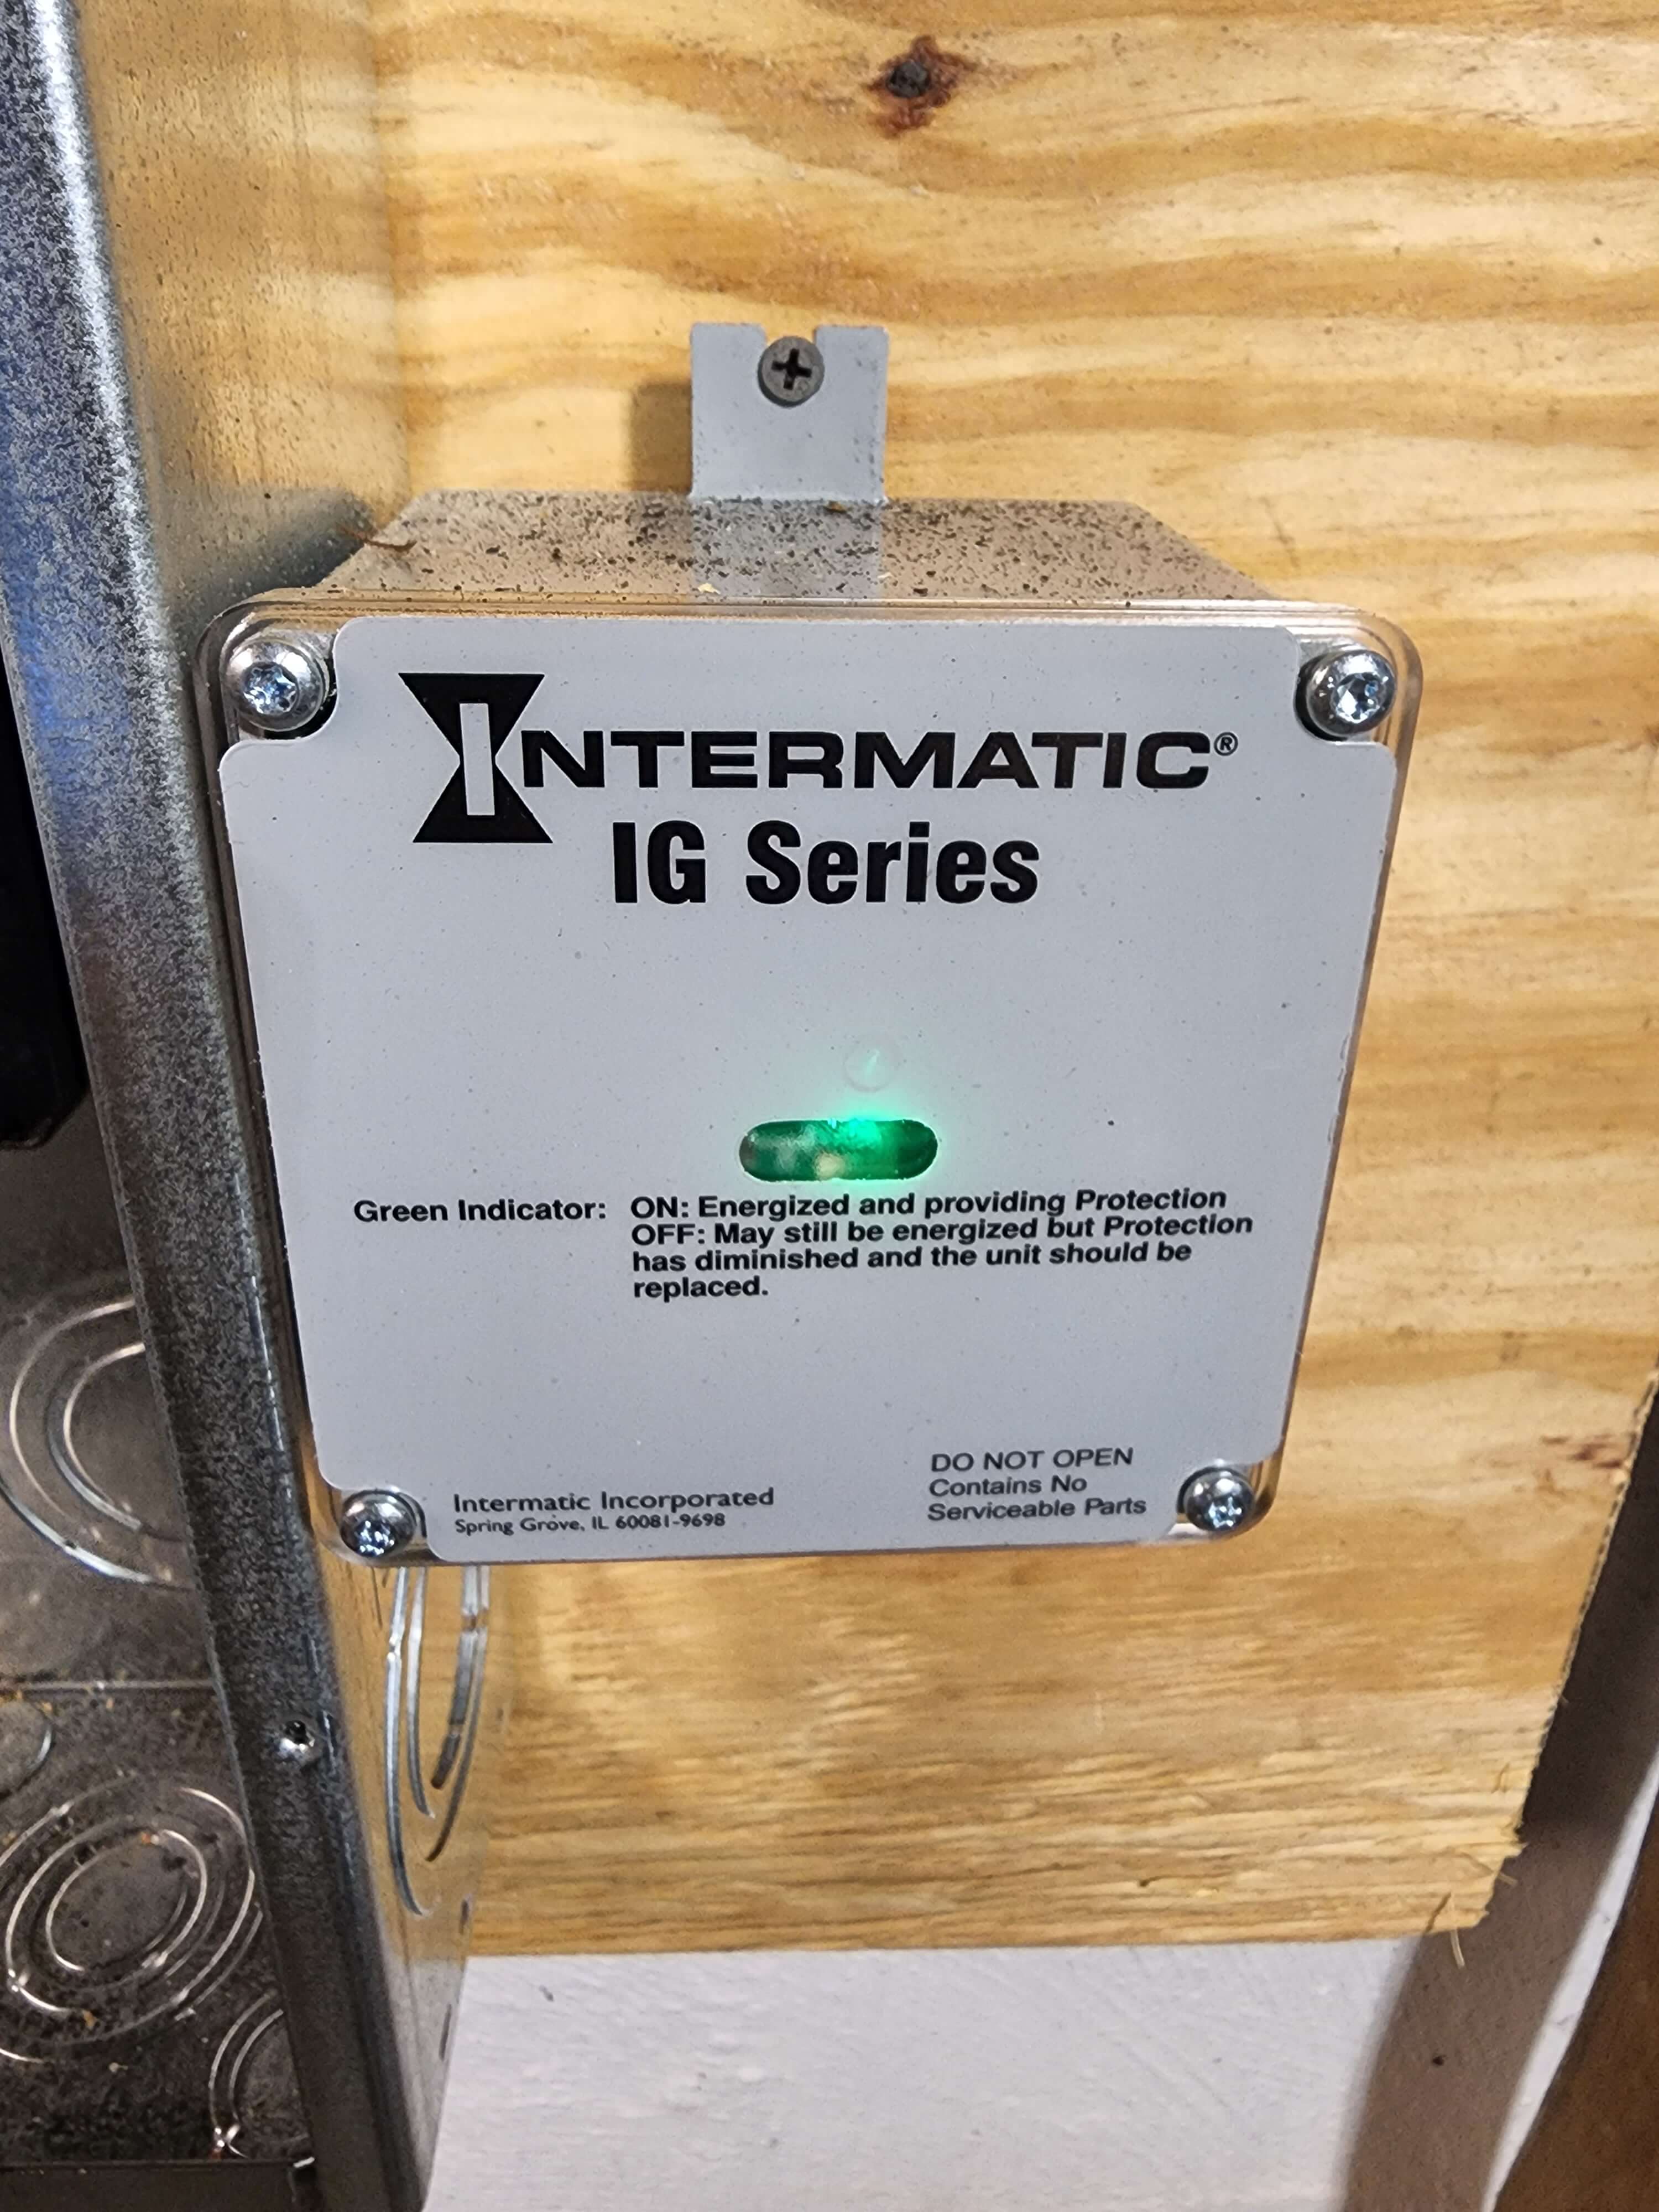 INTERMATIC®
IG Series
Green Indicator: ON: Energized and providing Protection
OFF: May still be energized but Protection
has diminished and the unit should be
replaced.
Intermatic Incorporated
Spring Grove, IL 60081-9698
DO NOT OPEN
Contains No
Serviceable Parts